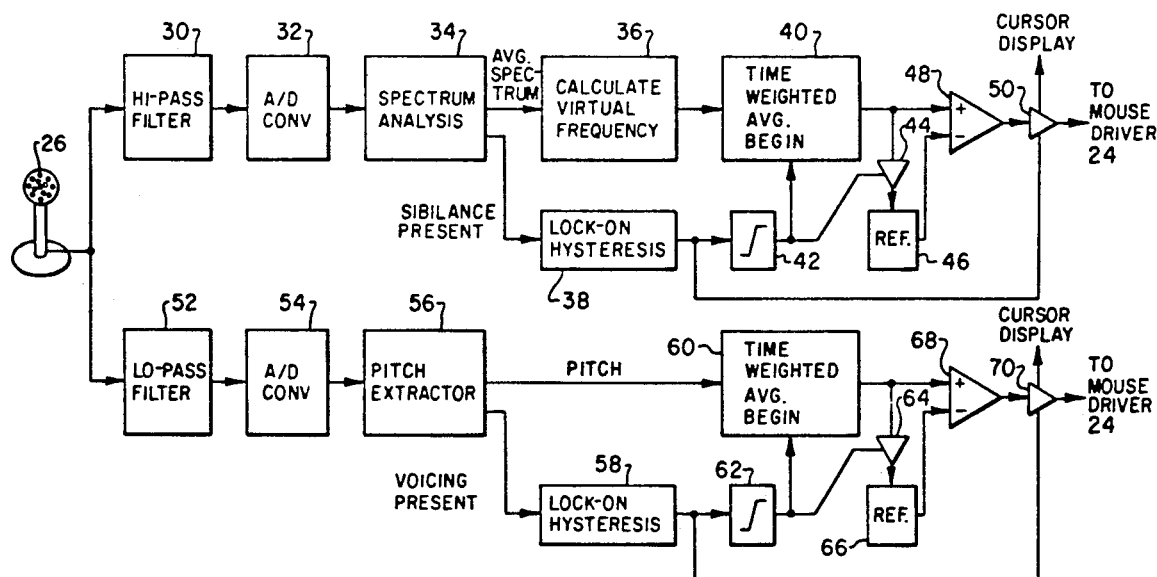 30
32
34
36
40
CURSOR
DISPLAY
HI-PASS
FILTER
A/D
CONV
SPECTRUM
ANALYSIS
AVG.
SPEC-
TRUM
CALCULATE
VIRTUAL
FREQUENCY
TIME
WEIGHTED
AVG.
BEGIN
48
+
−
50
TO
MOUSE
DRIVER
24
44
26
SIBILANCE
PRESENT
LOCK-ON
HYSTERESIS
38
42
REF.
46
52
54
56
CURSOR
DISPLAY
LO-PASS
FILTER
A/D
CONV
PITCH
EXTRACTOR
PITCH
60
TIME
WEIGHTED
AVG.
BEGIN
68
+
−
70
TO
MOUSE
DRIVER
24
64
VOICING
PRESENT
58
LOCK-ON
HYSTERESIS
62
REF.
66